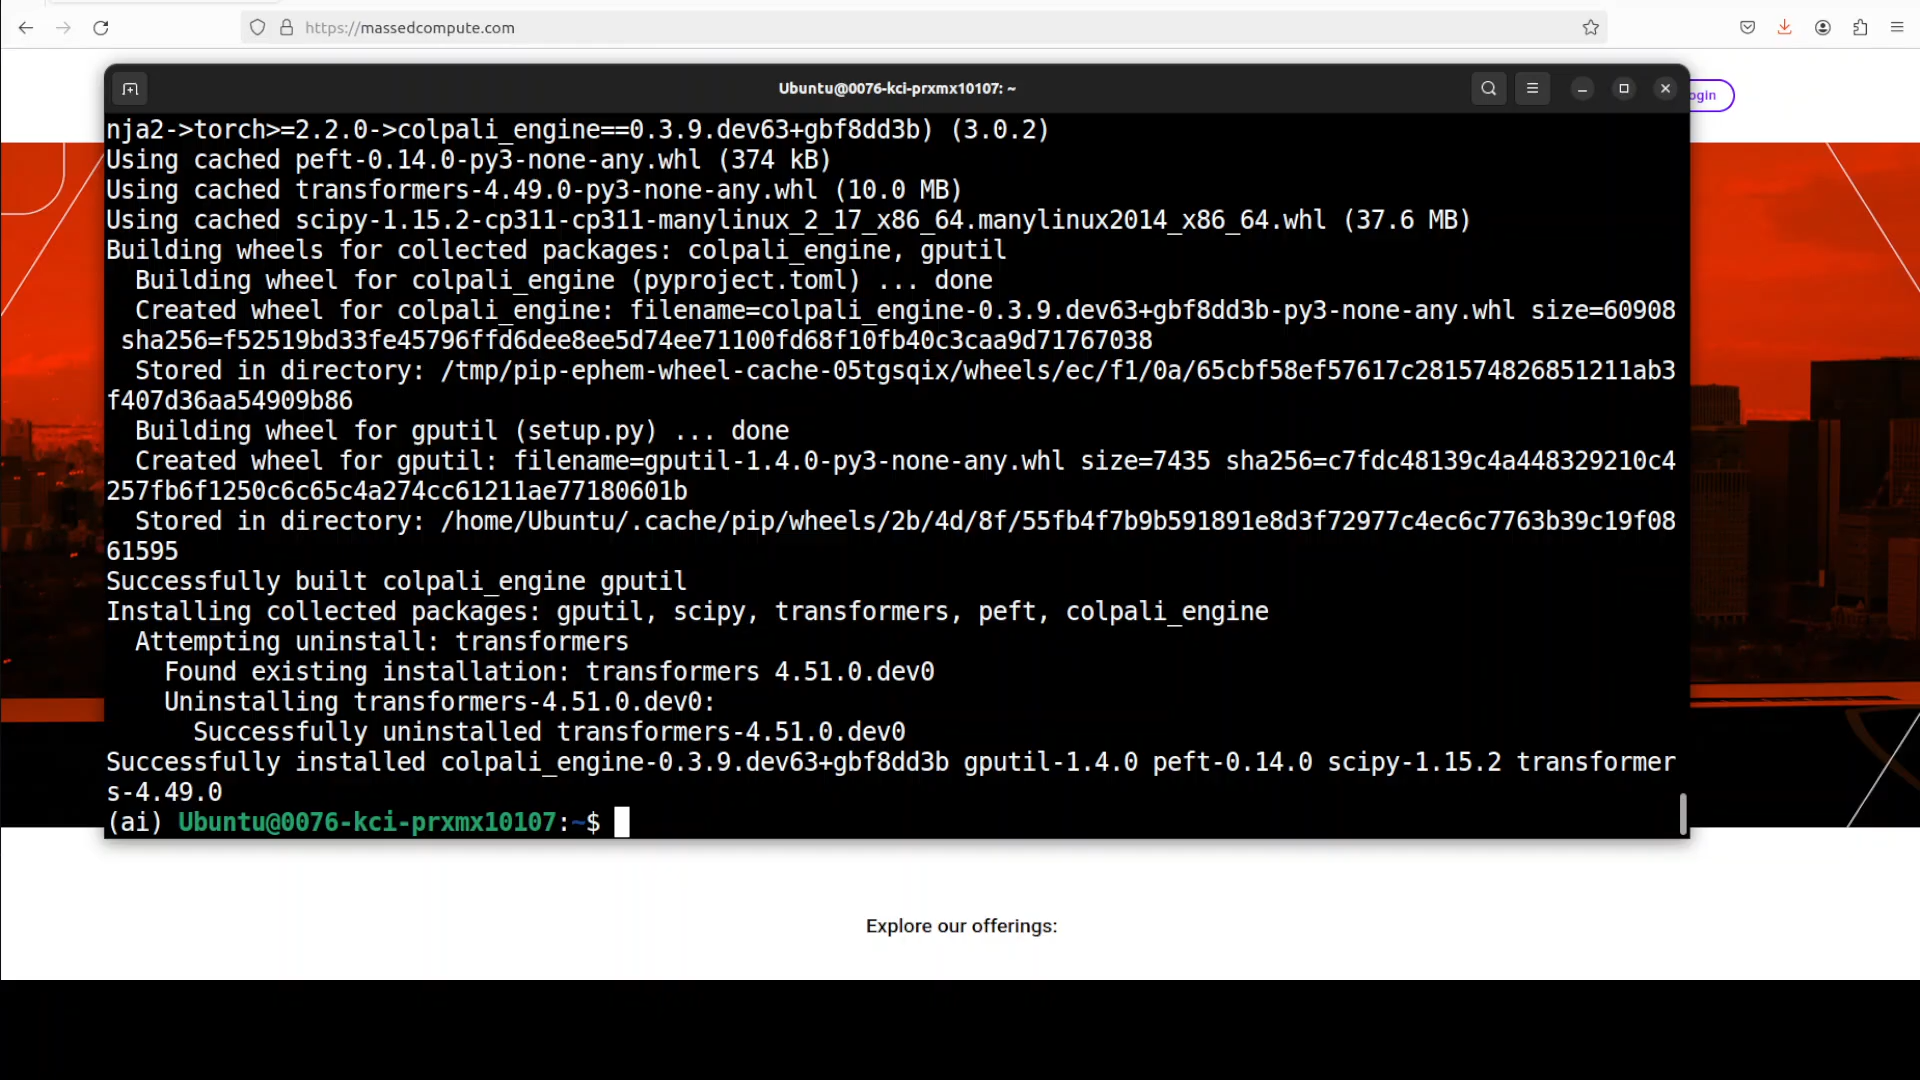 https://massedcompute.com
Ubuntu@0076-kci-prxmx10107: ~
ogin
nja2->torch>=2.2.0->colpali_engine==0.3.9.dev63+gbf8dd3b) (3.0.2)
Using cached peft-0.14.0-py3-none-any.whl (374 kB)
Using cached transformers-4.49.0-py3-none-any.whl (10.0 MB)
Using cached scipy-1.15.2-cp311-cp311-manylinux_2_17_x86_64.manylinux2014_x86_64.whl (37.6 MB)
Building wheels for collected packages: colpali_engine, gputil
  Building wheel for colpali_engine (pyproject.toml) ... done
  Created wheel for colpali_engine: filename=colpali_engine-0.3.9.dev63+gbf8dd3b-py3-none-any.whl size=60908
 sha256=f52519bd33fe45796ffd6dee8ee5d74ee71100fd68f10fb40c3caa9d71767038
  Stored in directory: /tmp/pip-ephem-wheel-cache-05tgsqix/wheels/ec/f1/0a/65cbf58ef57617c281574826851211ab3
f407d36aa54909b86
  Building wheel for gputil (setup.py) ... done
  Created wheel for gputil: filename=gputil-1.4.0-py3-none-any.whl size=7435 sha256=c7fdc48139c4a448329210c4
257fb6f1250c6c65c4a274cc61211ae77180601b
  Stored in directory: /home/Ubuntu/.cache/pip/wheels/2b/4d/8f/55fb4f7b9b591891e8d3f72977c4ec6c7763b39c19f08
61595
Successfully built colpali_engine gputil
Installing collected packages: gputil, scipy, transformers, peft, colpali_engine
  Attempting uninstall: transformers
    Found existing installation: transformers 4.51.0.dev0
    Uninstalling transformers-4.51.0.dev0:
      Successfully uninstalled transformers-4.51.0.dev0
Successfully installed colpali_engine-0.3.9.dev63+gbf8dd3b gputil-1.4.0 peft-0.14.0 scipy-1.15.2 transformer
s-4.49.0
(ai) Ubuntu@0076-kci-prxmx10107:~$
Explore our offerings: